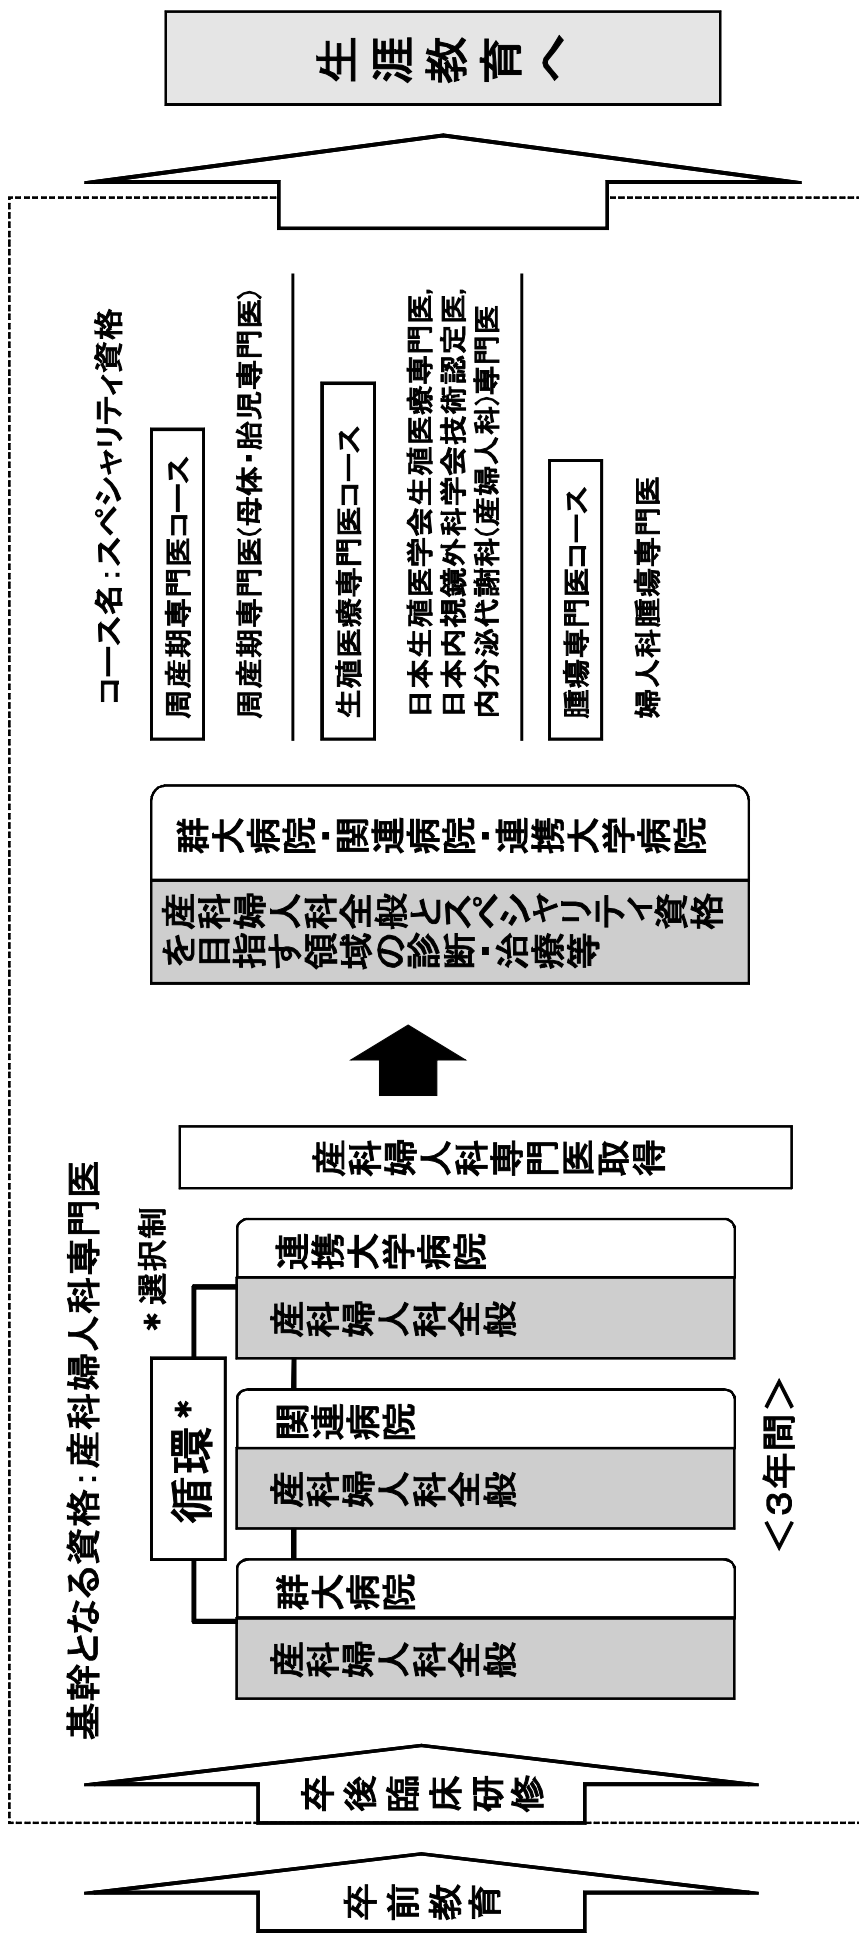 卒前教育
卒後臨床研修
基幹となる資格:産科婦人科専門医
循環*
*選択制
産科婦人科全般
群大病院
産科婦人科全般
関連病院
産科婦人科全般
連携大学病院
<3年間>
産科婦人科専門医取得
産科婦人科全般とスペシャリティ資格
を目指す領域の診断・治療等
群大病院・関連病院・連携大学病院
コース名:スペシャリティ資格
周産期専門医コース
周産期専門医(母体・胎児専門医)
生殖医療専門医コース
日本生殖医学会生殖医療専門医,
日本内視鏡外科学会技術認定医,
内分泌代謝科(産婦人科)専門医
腫瘍専門医コース
婦人科腫瘍専門医
生涯教育へ